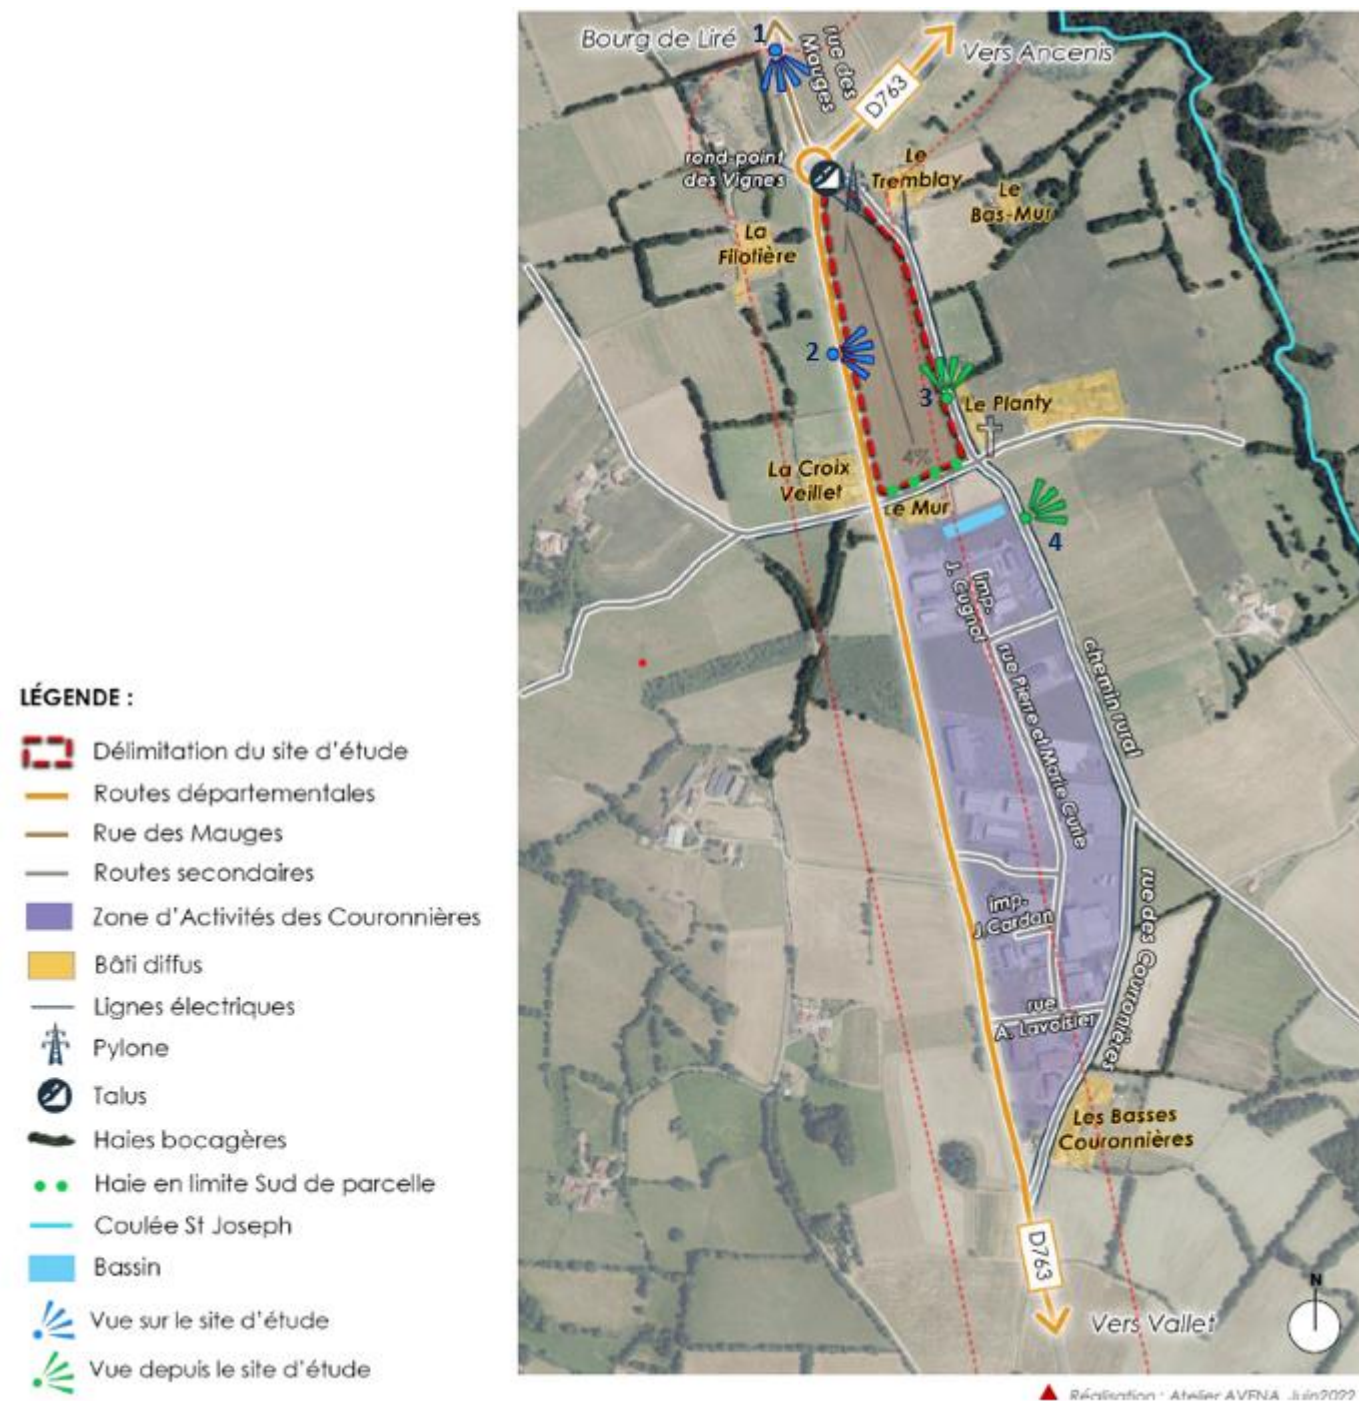 Bourg de Liré
1
rue des
Mauges
Vers Ancenis
D763
rond-point
des Vignes
Le
Tremblay
Le
Bas-Mur
La
Filotière
2
3
Le Planty
4%
La Croix
Veillet
Le Mur
4
imp.
J. Cugnot
rue Pierre et Marie Curie
chemin rural
imp.
J.Cardan
rue des Couronnières
rue
A. Lavoisier
Les Basses
Couronnières
D763
Vers Vallet
N
LÉGENDE :
Délimitation du site d'étude
Routes départementales
Rue des Mauges
Routes secondaires
Zone d'Activités des Couronnières
Bâti diffus
Lignes électriques
Pylone
Talus
Haies bocagères
Haie en limite Sud de parcelle
Coulée St Joseph
Bassin
Vue sur le site d'étude
Vue depuis le site d'étude
Réalisation : Atelier AVENA Juin2022